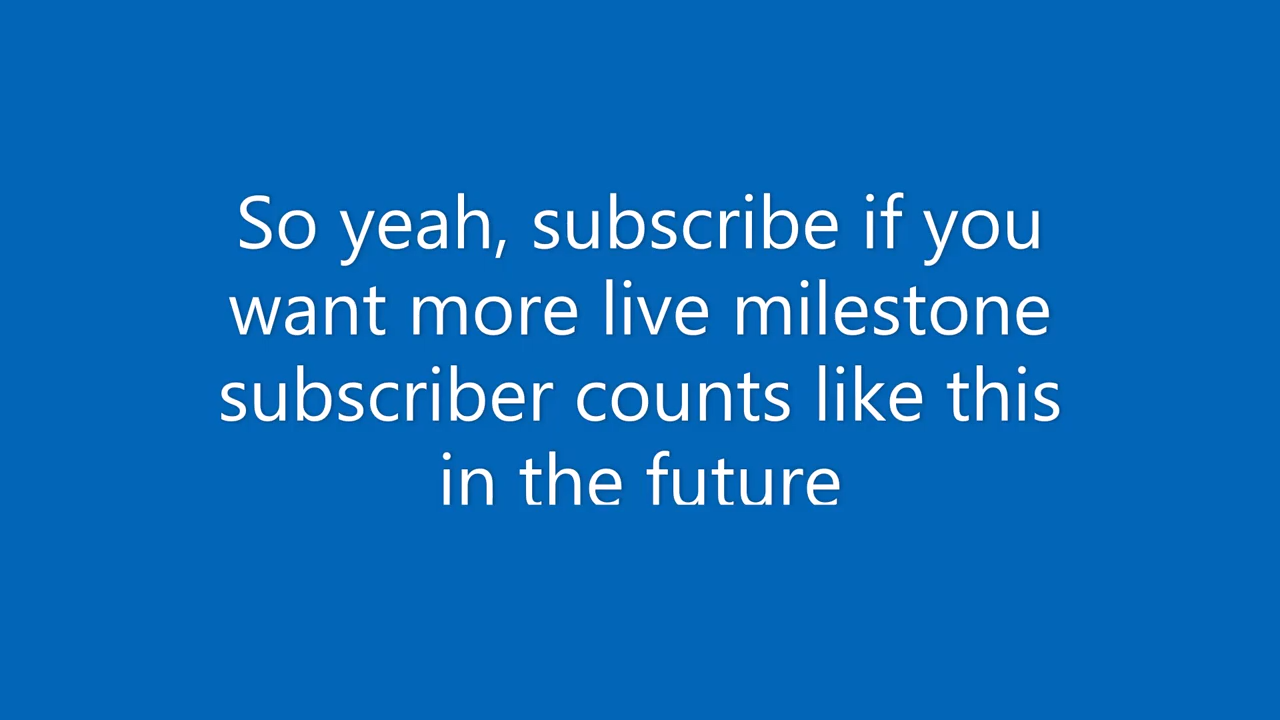 So yeah, subscribe if you
want more live milestone
subscriber counts like this
in the future